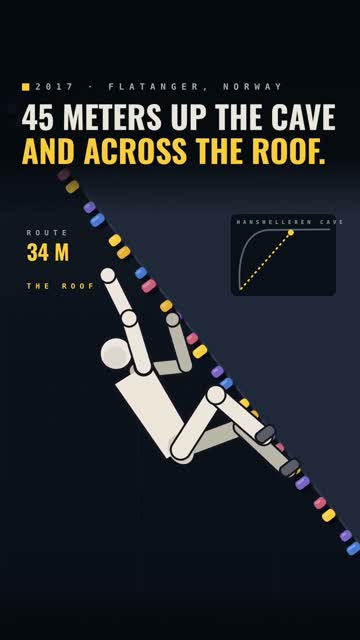 2017 · FLATANGER, NORWAY
45 METERS UP THE CAVE
AND ACROSS THE ROOF.
HANSHELLEREN CAVE
ROUTE
34 M
THE ROOF